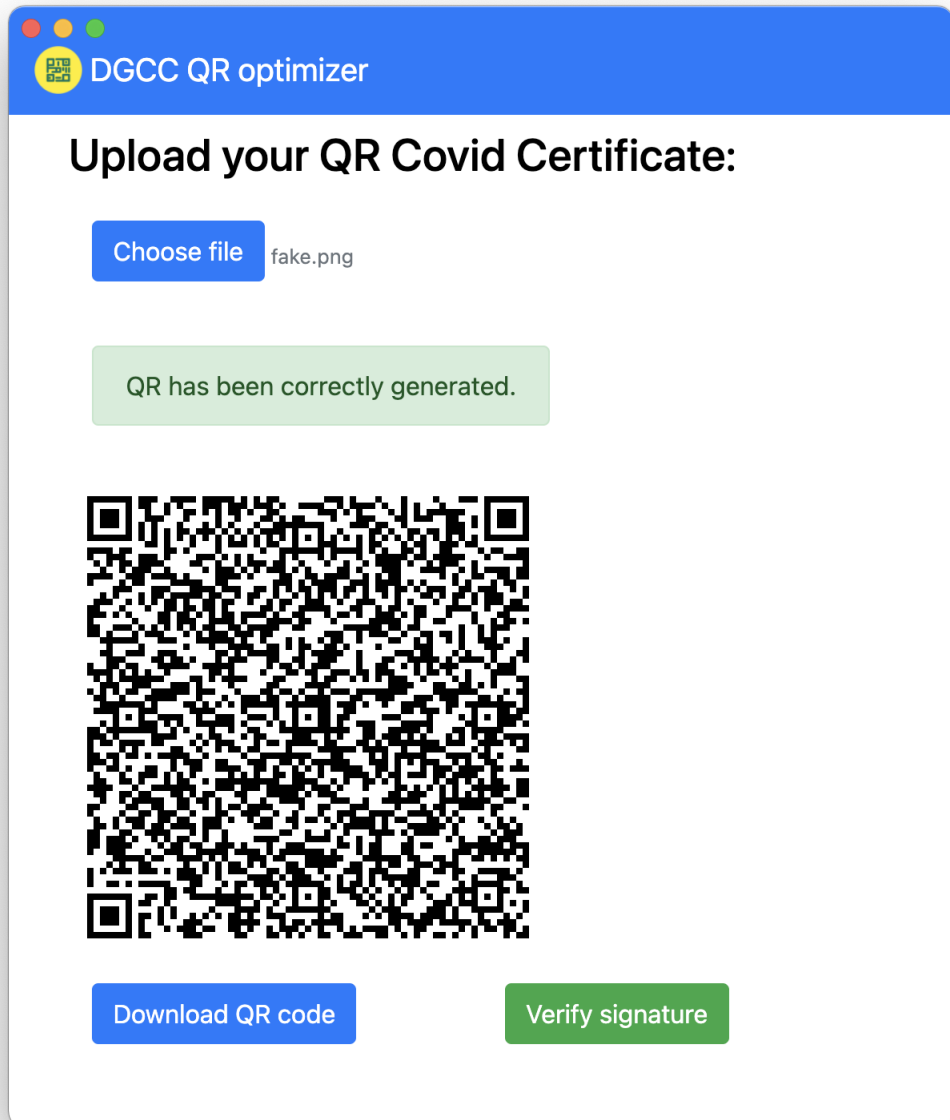 DGCC QR optimizer
Upload your QR Covid Certificate:
Choose file fake.png
QR has been correctly generated.
Download QR code Verify signature